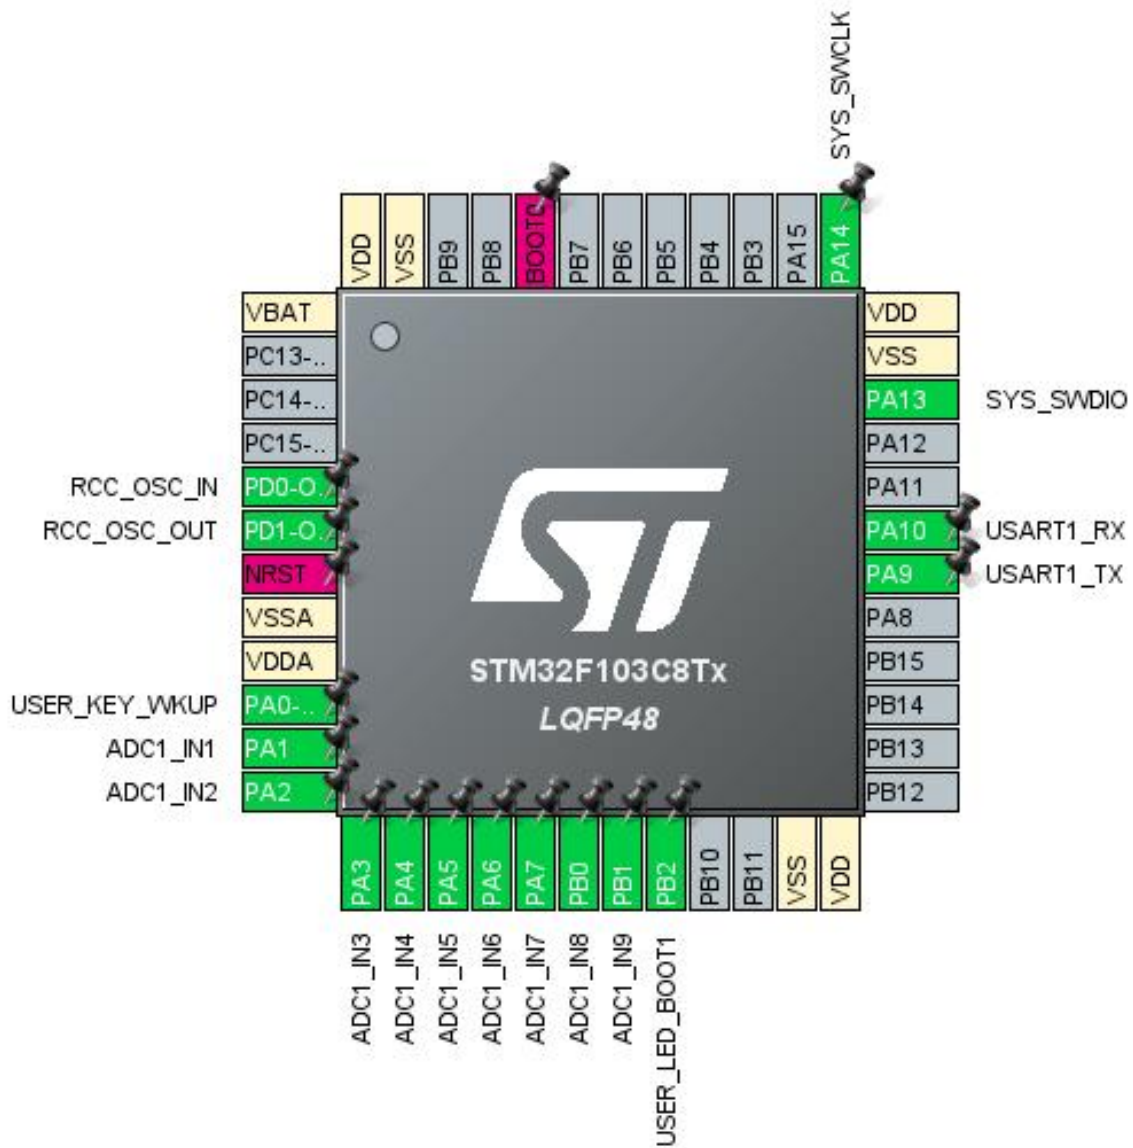 SYS_SWCLK
VDD
VSS
PB9
PB8
BOOT0
PB7
PB6
PB5
PB4
PB3
PA15
PA14
VBAT
PC13-..
PC14-..
PC15-..
RCC_OSC_IN PD0-O..
RCC_OSC_OUT PD1-O..
NRST
VSSA
VDDA
USER_KEY_WKUP PA0-..
ADC1_IN1 PA1
ADC1_IN2 PA2
ST
STM32F103C8Tx
LQFP48
VDD
VSS
PA13 SYS_SWDIO
PA12
PA11
PA10 USART1_RX
PA9 USART1_TX
PA8
PB15
PB14
PB13
PB12
PA3
PA4
PA5
PA6
PA7
PB0
PB1
PB2
PB10
PB11
VSS
VDD
ADC1_IN3
ADC1_IN4
ADC1_IN5
ADC1_IN6
ADC1_IN7
ADC1_IN8
ADC1_IN9
USER_LED_BOOT1